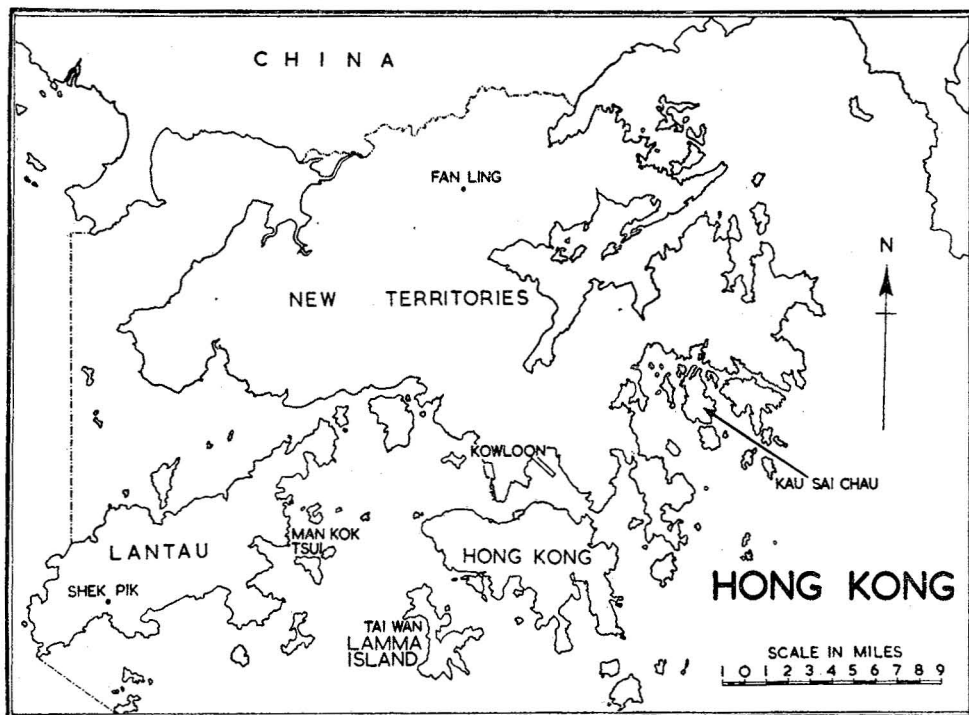 CHINA
FAN LING
N
NEW TERRITORIES
KOWLOON
KAU SAI CHAU
MAN KOK
TSUI
LANTAU
HONG KONG
SHEK PIK
HONG KONG
TAI WAN
LAMMA
ISLAND
SCALE IN MILES
1 0 1 2 3 4 5 6 7 8 9